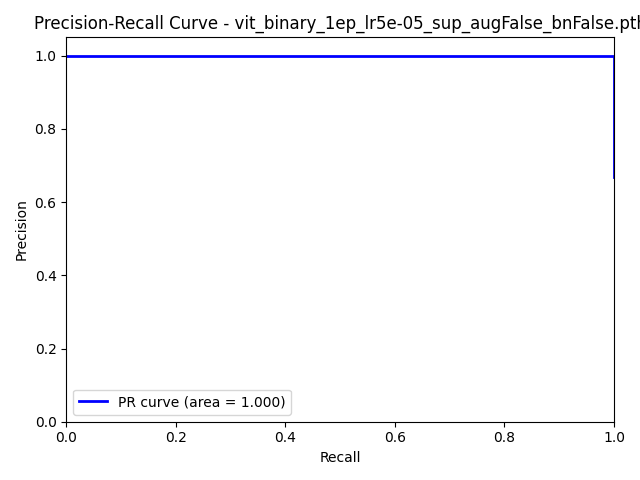 Precision-Recall Curve - vit_binary_1ep_lr5e-05_sup_augFalse_bnFalse.pth
1.0
0.8
0.6
0.4
0.2
0.0
Precision
PR curve (area = 1.000)
0.0 0.2 0.4 0.6 0.8 1.0
Recall